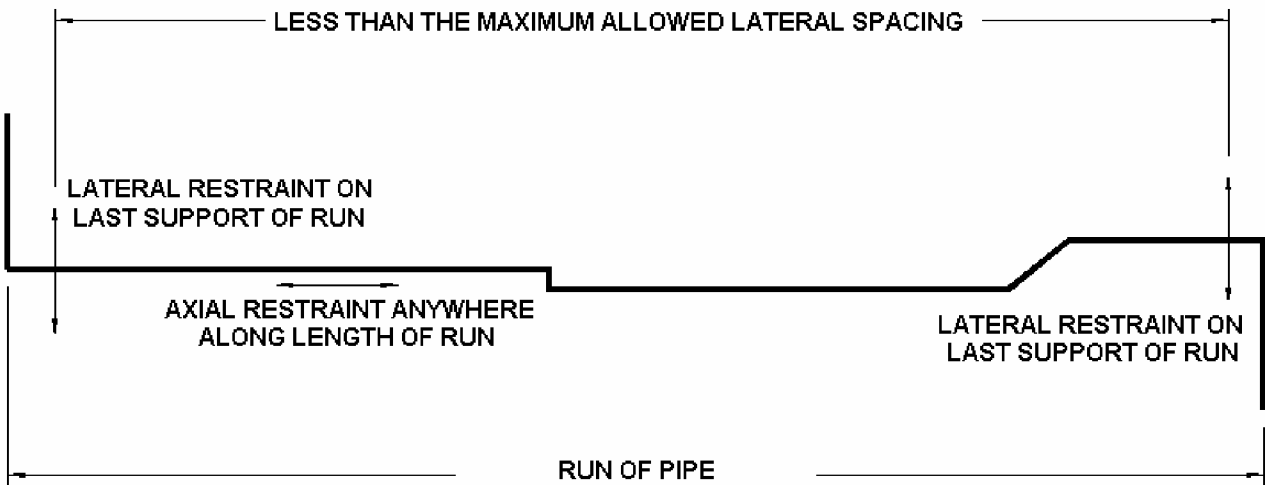 LESS THAN THE MAXIMUM ALLOWED LATERAL SPACING
LATERAL RESTRAINT ON
LAST SUPPORT OF RUN
AXIAL RESTRAINT ANYWHERE
ALONG LENGTH OF RUN
LATERAL RESTRAINT ON
LAST SUPPORT OF RUN
RUN OF PIPE